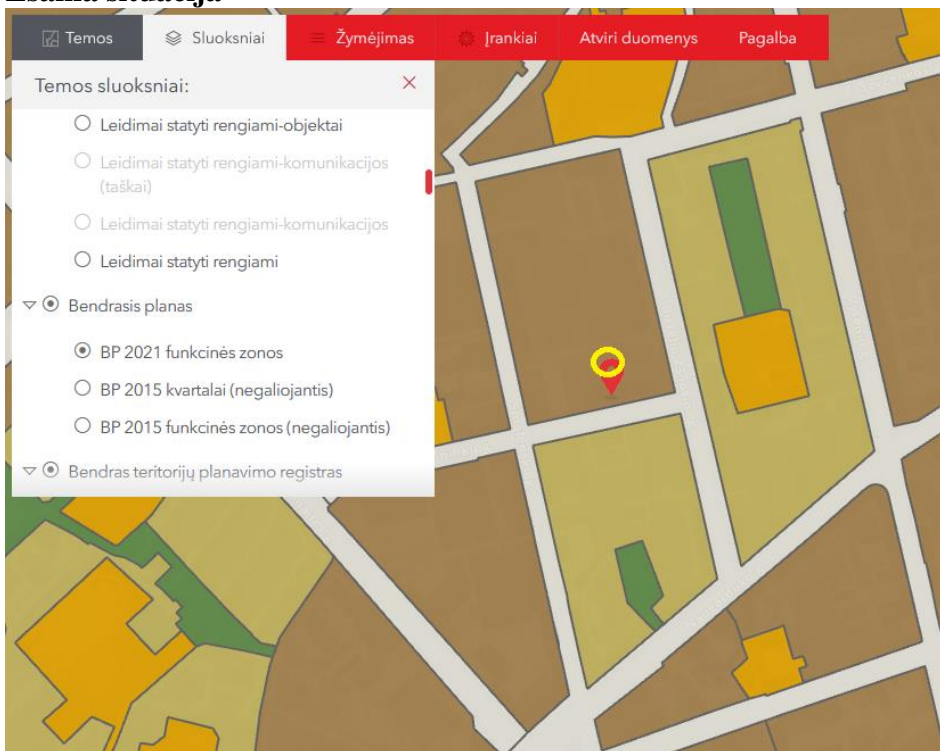 Esama situacija
Temos
Sluoksniai
Žymėjimas
Įrankiai
Atviri duomenys
Pagalba
Temos sluoksniai:
Leidimai statyti rengiami-objektai
Leidimai statyti rengiami-komunikacijos
(taškai)
Leidimai statyti rengiami-komunikacijos
Leidimai statyti rengiami
Bendrasis planas
BP 2021 funkcinės zonos
BP 2015 kvartalai (negaliojantis)
BP 2015 funkcinės zonos (negaliojantis)
Bendras teritorijų planavimo registras